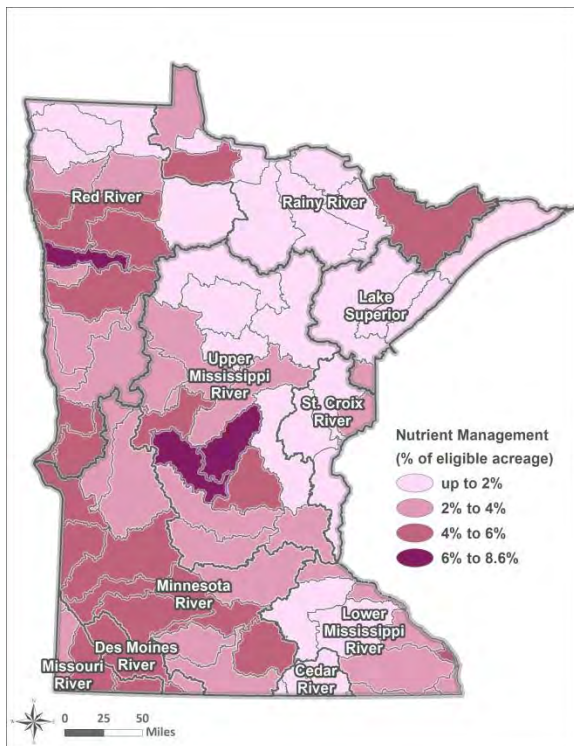 Red River
Rainy River
Lake
Superior
Upper
Mississippi
River
St. Croix
River
Nutrient Management
(% of eligible acreage)
up to 2%
2% to 4%
4% to 6%
6% to 8.6%
Minnesota
River
Lower
Mississippi
River
Des Moines
River
Missouri
River
Cedar
River
0 25 50
Miles